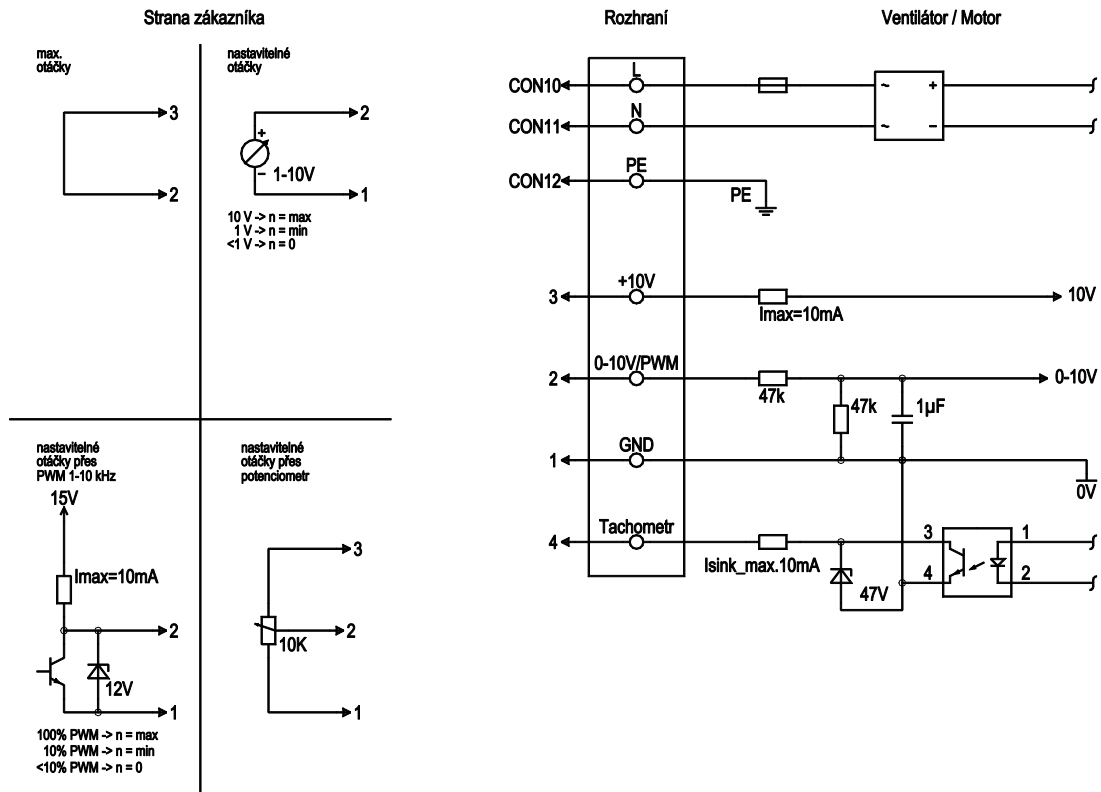 Strana zákazníka
Rozhraní
Ventilátor / Motor
max.
otáčky
3
2
nastavitelné
otáčky
2
+
–
1-10V
1
10 V -> n = max
1 V -> n = min
<1 V -> n = 0
nastavitelné
otáčky přes
PWM 1-10 kHz
15V
Imax=10mA
2
12V
1
100% PWM -> n = max
10% PWM -> n = min
<10% PWM -> n = 0
nastavitelné
otáčky přes
potenciometr
3
2
10K
1
CON10
L
~ +
CON11
N
~ –
CON12
PE
PE
3
+10V
10V
Imax=10mA
2
0-10V/PWM
0-10V
47k
47k
1µF
1
GND
0V
4
Tachometr
3
1
Isink_max.10mA
4
2
47V